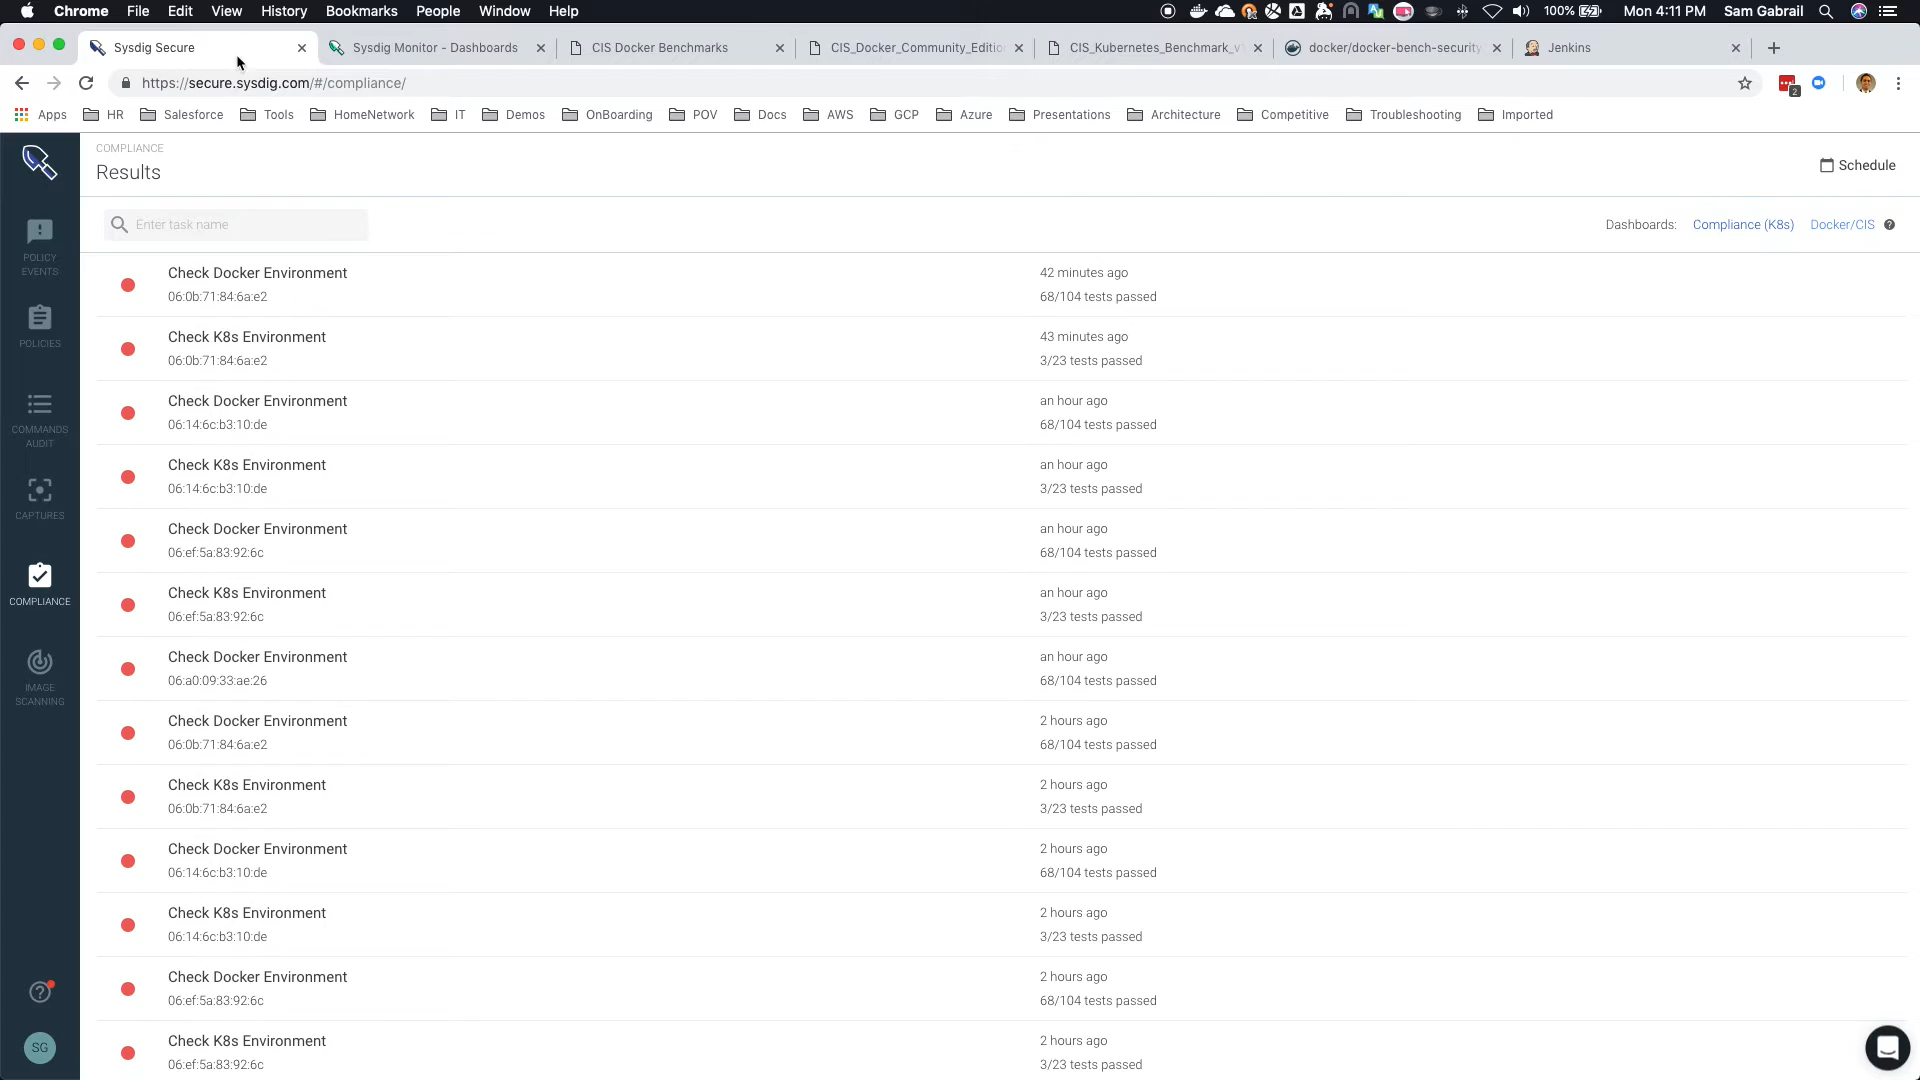 Chrome File Edit View History Bookmarks People Window Help 100% Mon 4:11 PM Sam Gabrail
Sysdig Secure Sysdig Monitor - Dashboards CIS Docker Benchmarks CIS_Docker_Community_Editio CIS_Kubernetes_Benchmark_v docker/docker-bench-security Jenkins
https://secure.sysdig.com/#/compliance/ 2
Apps HR Salesforce Tools HomeNetwork IT Demos OnBoarding POV Docs AWS GCP Azure Presentations Architecture Competitive Troubleshooting Imported
COMPLIANCE
Results
Schedule
Enter task name
Dashboards: Compliance (K8s) Docker/CIS ?
POLICY
EVENTS
POLICIES
COMMANDS
AUDIT
CAPTURES
COMPLIANCE
IMAGE
SCANNING
SG
Check Docker Environment 42 minutes ago
06:0b:71:84:6a:e2 68/104 tests passed
Check K8s Environment 43 minutes ago
06:0b:71:84:6a:e2 3/23 tests passed
Check Docker Environment an hour ago
06:14:6c:b3:10:de 68/104 tests passed
Check K8s Environment an hour ago
06:14:6c:b3:10:de 3/23 tests passed
Check Docker Environment an hour ago
06:ef:5a:83:92:6c 68/104 tests passed
Check K8s Environment an hour ago
06:ef:5a:83:92:6c 3/23 tests passed
Check Docker Environment an hour ago
06:a0:09:33:ae:26 68/104 tests passed
Check Docker Environment 2 hours ago
06:0b:71:84:6a:e2 68/104 tests passed
Check K8s Environment 2 hours ago
06:0b:71:84:6a:e2 3/23 tests passed
Check Docker Environment 2 hours ago
06:14:6c:b3:10:de 68/104 tests passed
Check K8s Environment 2 hours ago
06:14:6c:b3:10:de 3/23 tests passed
Check Docker Environment 2 hours ago
06:ef:5a:83:92:6c 68/104 tests passed
Check K8s Environment 2 hours ago
06:ef:5a:83:92:6c 3/23 tests passed